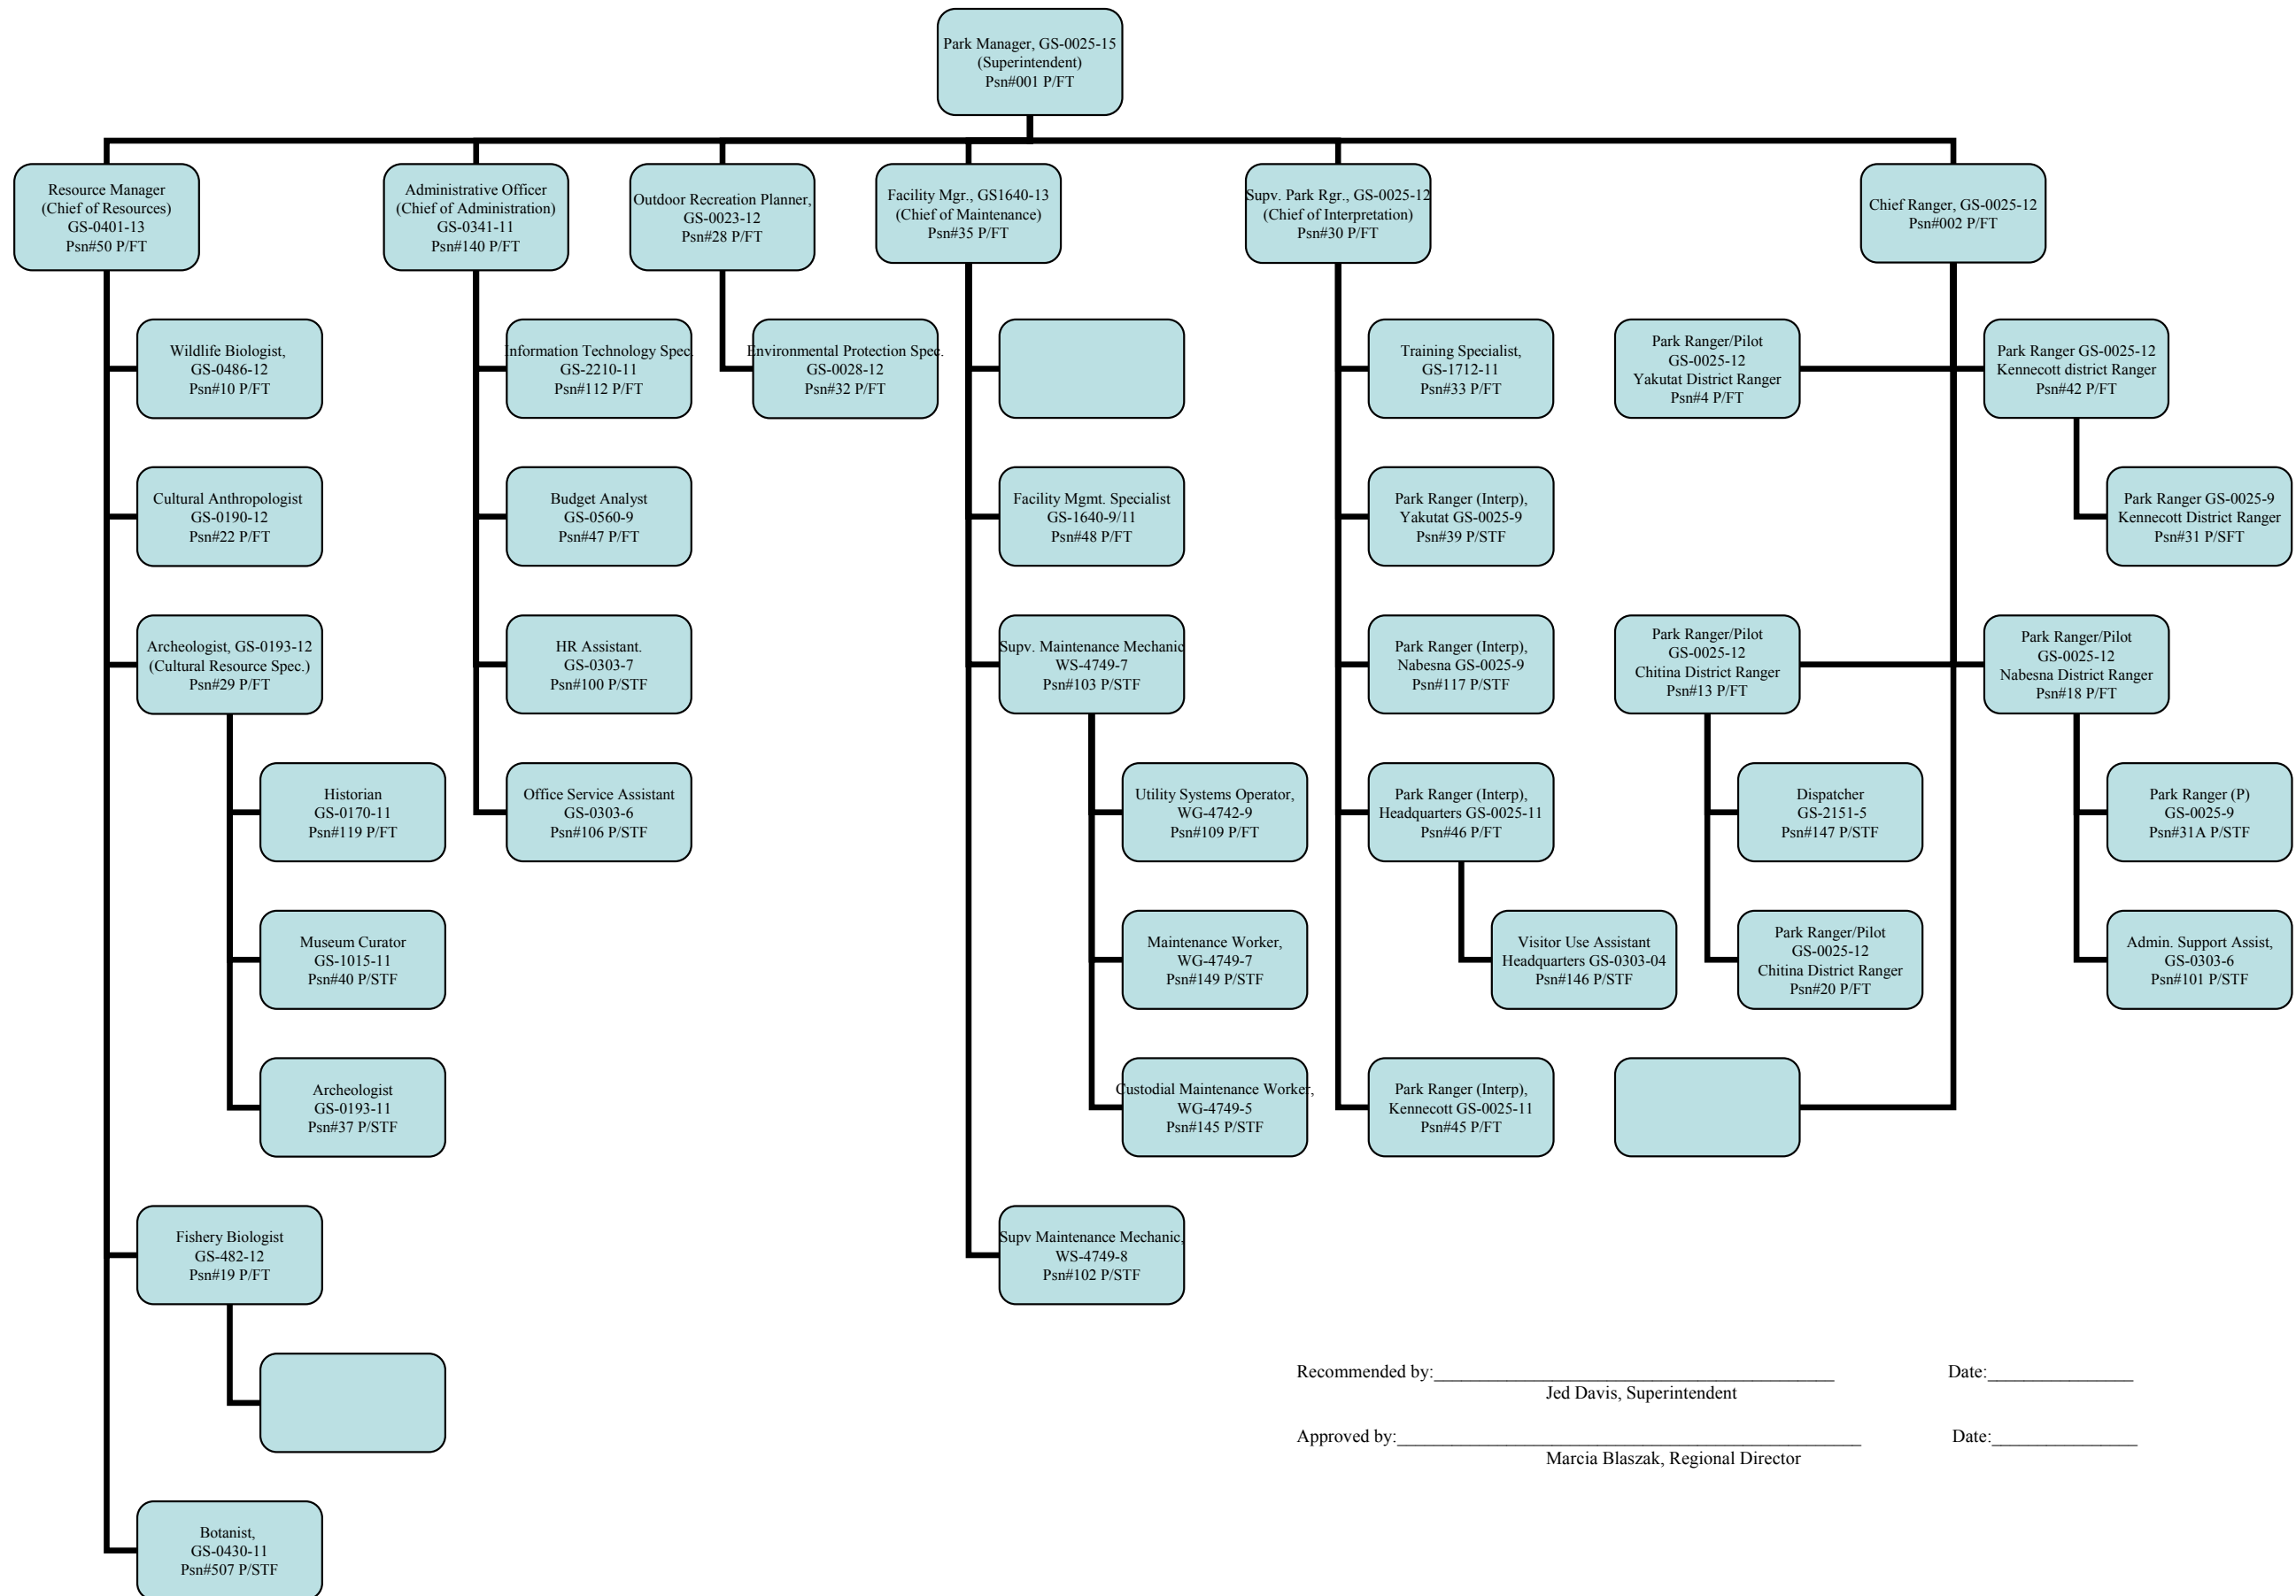 Park Manager, GS-0025-15
(Superintendent)
Psn#001 P/FT
Resource Manager
(Chief of Resources)
GS-0401-13
Psn#50 P/FT
Administrative Officer
(Chief of Administration)
GS-0341-11
Psn#140 P/FT
Outdoor Recreation Planner,
GS-0023-12
Psn#28 P/FT
Facility Mgr., GS1640-13
(Chief of Maintenance)
Psn#35 P/FT
Supv. Park Rgr., GS-0025-12
(Chief of Interpretation)
Psn#30 P/FT
Chief Ranger, GS-0025-12
Psn#002 P/FT
Wildlife Biologist,
GS-0486-12
Psn#10 P/FT
Cultural Anthropologist
GS-0190-12
Psn#22 P/FT
Archeologist, GS-0193-12
(Cultural Resource Spec.)
Psn#29 P/FT
Historian
GS-0170-11
Psn#119 P/FT
Museum Curator
GS-1015-11
Psn#40 P/STF
Archeologist
GS-0193-11
Psn#37 P/STF
Fishery Biologist
GS-482-12
Psn#19 P/FT
Botanist,
GS-0430-11
Psn#507 P/STF
Information Technology Spec.
GS-2210-11
Psn#112 P/FT
Budget Analyst
GS-0560-9
Psn#47 P/FT
HR Assistant.
GS-0303-7
Psn#100 P/STF
Office Service Assistant
GS-0303-6
Psn#106 P/STF
Environmental Protection Spec.
GS-0028-12
Psn#32 P/FT
Facility Mgmt. Specialist
GS-1640-9/11
Psn#48 P/FT
Supv. Maintenance Mechanic
WS-4749-7
Psn#103 P/STF
Utility Systems Operator,
WG-4742-9
Psn#109 P/FT
Maintenance Worker,
WG-4749-7
Psn#149 P/STF
Custodial Maintenance Worker,
WG-4749-5
Psn#145 P/STF
Supv Maintenance Mechanic,
WS-4749-8
Psn#102 P/STF
Training Specialist,
GS-1712-11
Psn#33 P/FT
Park Ranger (Interp),
Yakutat GS-0025-9
Psn#39 P/STF
Park Ranger (Interp),
Nabesna GS-0025-9
Psn#117 P/STF
Park Ranger (Interp),
Headquarters GS-0025-11
Psn#46 P/FT
Visitor Use Assistant
Headquarters GS-0303-04
Psn#146 P/STF
Park Ranger (Interp),
Kennecott GS-0025-11
Psn#45 P/FT
Park Ranger/Pilot
GS-0025-12
Yakutat District Ranger
Psn#4 P/FT
Park Ranger GS-0025-12
Kennecott district Ranger
Psn#42 P/FT
Park Ranger GS-0025-9
Kennecott District Ranger
Psn#31 P/SFT
Park Ranger/Pilot
GS-0025-12
Chitina District Ranger
Psn#13 P/FT
Dispatcher
GS-2151-5
Psn#147 P/STF
Park Ranger/Pilot
GS-0025-12
Chitina District Ranger
Psn#20 P/FT
Park Ranger/Pilot
GS-0025-12
Nabesna District Ranger
Psn#18 P/FT
Park Ranger (P)
GS-0025-9
Psn#31A P/STF
Admin. Support Assist,
GS-0303-6
Psn#101 P/STF
Recommended by:____________________________________________ Date:________________
Jed Davis, Superintendent
Approved by:___________________________________________________ Date:________________
Marcia Blaszak, Regional Director